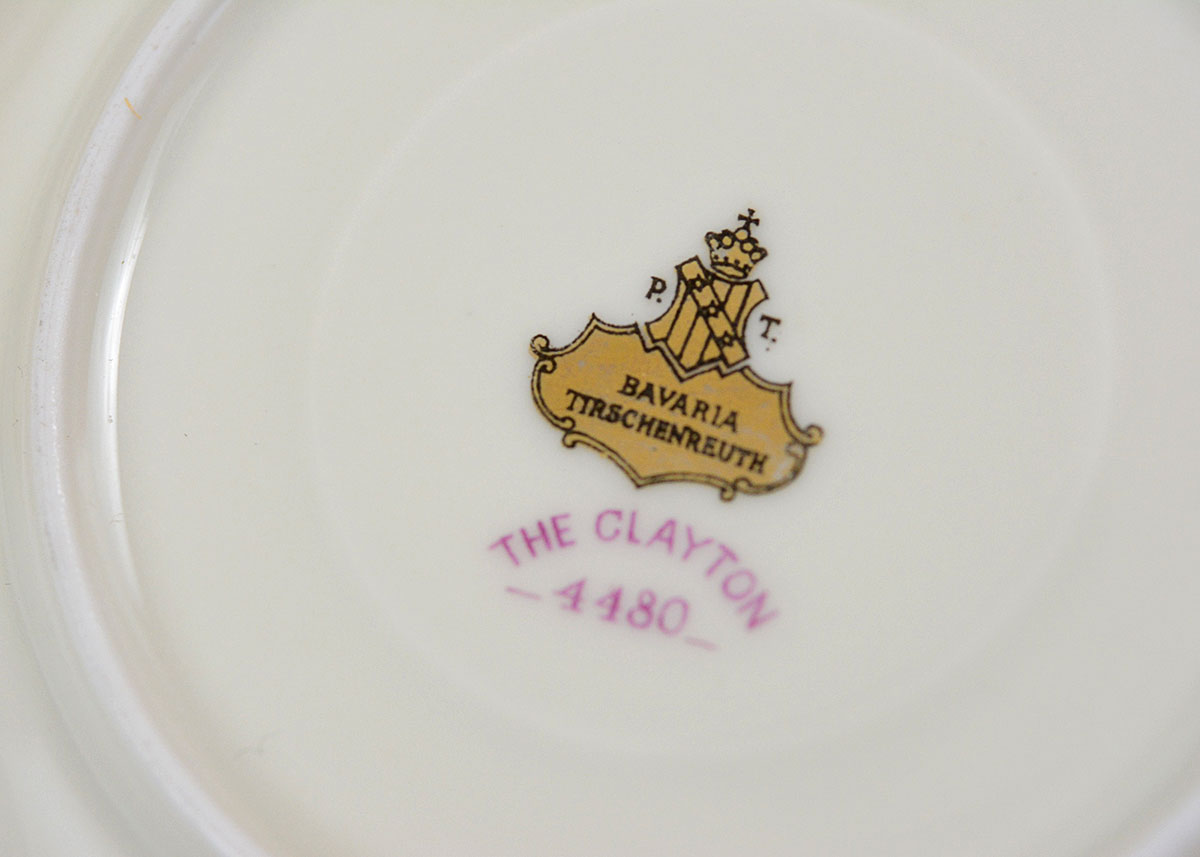 P. T.
BAVARIA
TIRSCHENREUTH
THE CLAYTON
- 4480 -